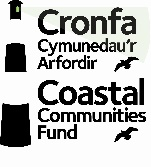 Cronfa
Cymunedau'r
Arfordir
Coastal
Communities
Fund